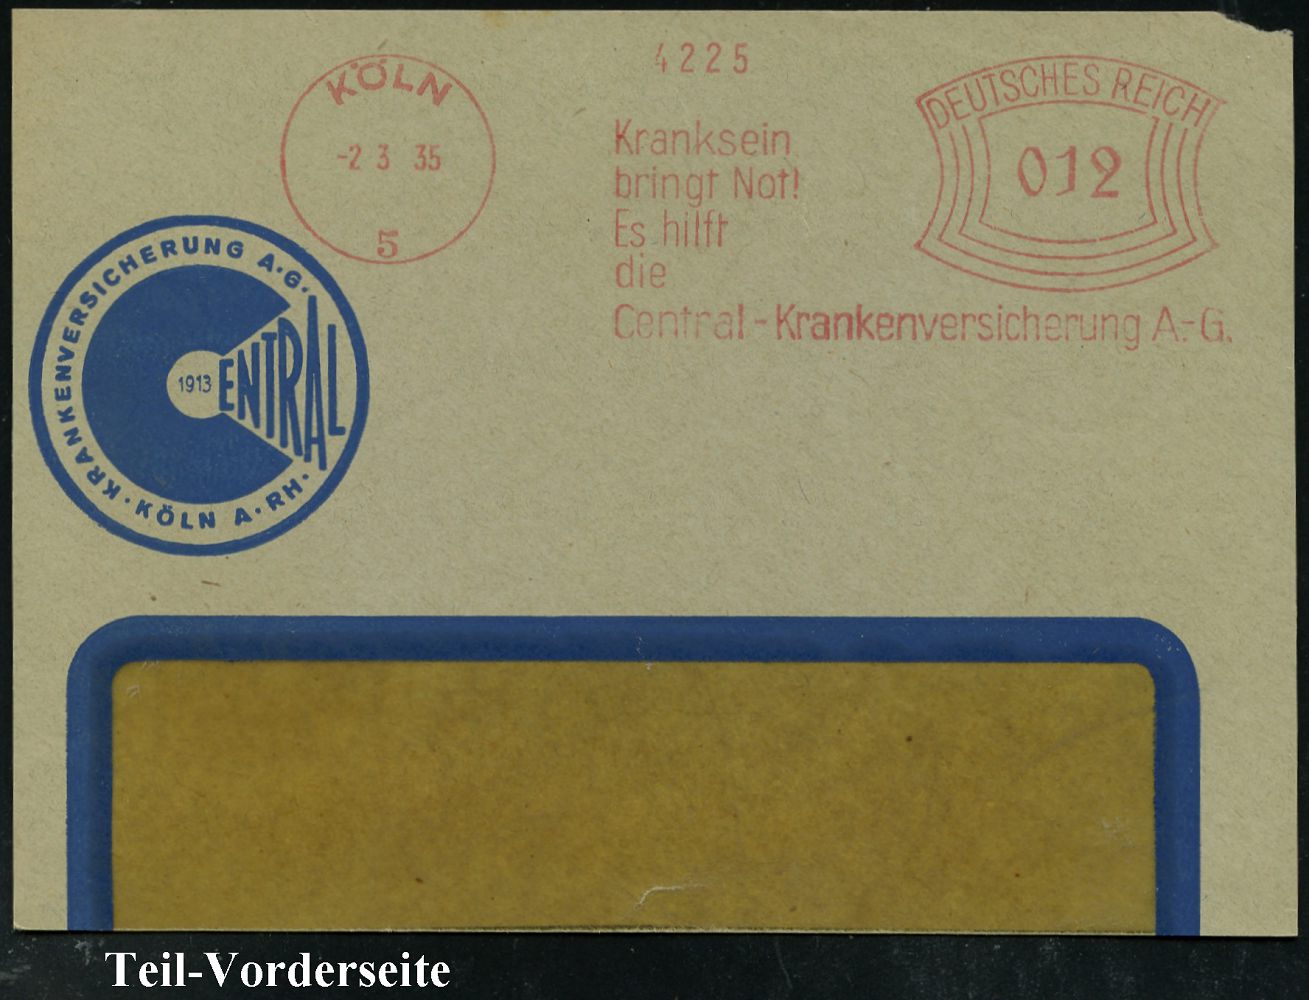 4225
KÖLN
-2 3 35
5
Kranksein
bringt Not!
Es hilft
die
Central-Krankenversicherung A.-G.
DEUTSCHES REICH
012
KRANKENVERSICHERUNG A.G.
1913 CENTRAL
KÖLN A.RH.
Teil-Vorderseite